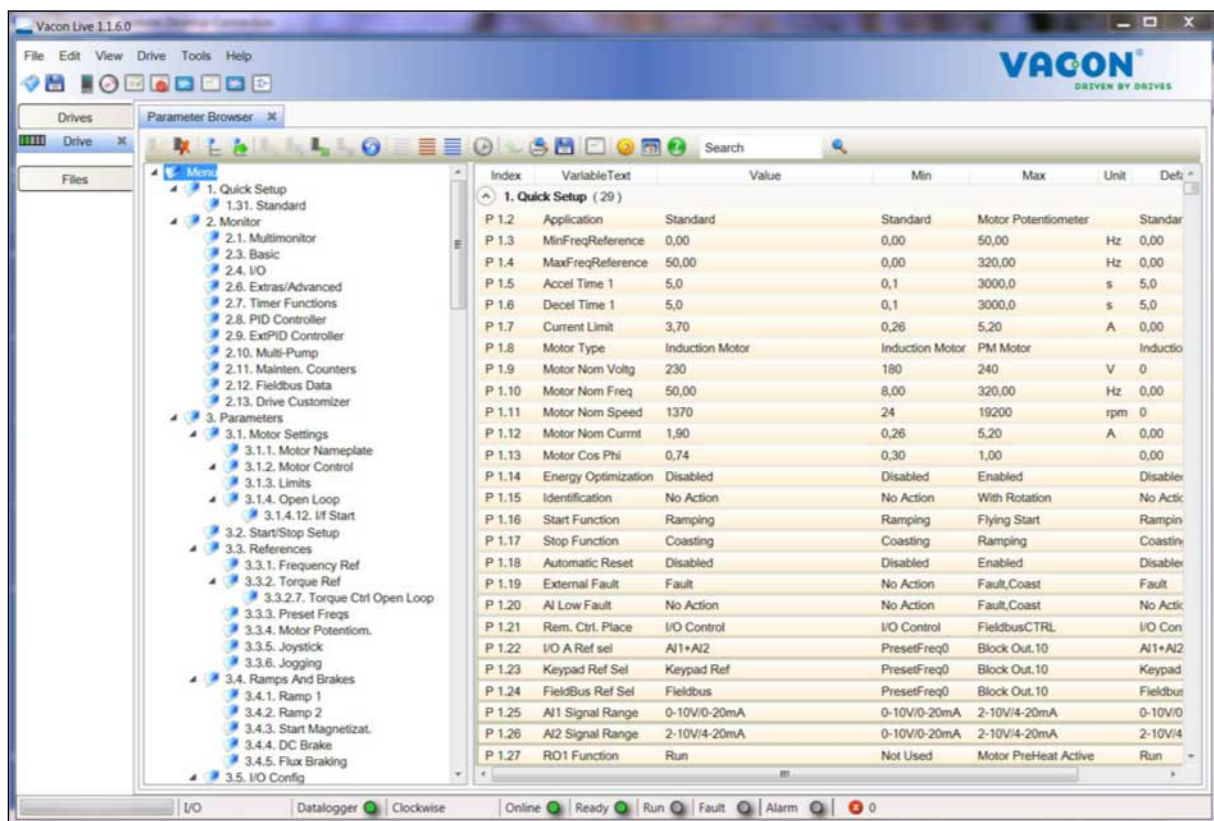 Vacon Live 1.1.6.0
File Edit View Drive Tools Help
VACON®
DRIVEN BY DRIVES
Drives
Drive
Files
Parameter Browser
Search
Menu
1. Quick Setup
1.31. Standard
2. Monitor
2.1. Multimonitor
2.3. Basic
2.4. I/O
2.6. Extras/Advanced
2.7. Timer Functions
2.8. PID Controller
2.9. ExtPID Controller
2.10. Multi-Pump
2.11. Mainten. Counters
2.12. Fieldbus Data
2.13. Drive Customizer
3. Parameters
3.1. Motor Settings
3.1.1. Motor Nameplate
3.1.2. Motor Control
3.1.3. Limits
3.1.4. Open Loop
3.1.4.12. I/f Start
3.2. Start/Stop Setup
3.3. References
3.3.1. Frequency Ref
3.3.2. Torque Ref
3.3.2.7. Torque Ctrl Open Loop
3.3.3. Preset Freqs
3.3.4. Motor Potentiom.
3.3.5. Joystick
3.3.6. Jogging
3.4. Ramps And Brakes
3.4.1. Ramp 1
3.4.2. Ramp 2
3.4.3. Start Magnetizat.
3.4.4. DC Brake
3.4.5. Flux Braking
3.5. I/O Config
Index VariableText Value Min Max Unit Defa
1. Quick Setup (29)
P 1.2 Application Standard Standard Motor Potentiometer Standar
P 1.3 MinFreqReference 0,00 0,00 50,00 Hz 0,00
P 1.4 MaxFreqReference 50,00 0,00 320,00 Hz 0,00
P 1.5 Accel Time 1 5,0 0,1 3000,0 s 5,0
P 1.6 Decel Time 1 5,0 0,1 3000,0 s 5,0
P 1.7 Current Limit 3,70 0,26 5,20 A 0,00
P 1.8 Motor Type Induction Motor Induction Motor PM Motor Inductio
P 1.9 Motor Nom Voltg 230 180 240 V 0
P 1.10 Motor Nom Freq 50,00 8,00 320,00 Hz 0,00
P 1.11 Motor Nom Speed 1370 24 19200 rpm 0
P 1.12 Motor Nom Currnt 1,90 0,26 5,20 A 0,00
P 1.13 Motor Cos Phi 0,74 0,30 1,00 0,00
P 1.14 Energy Optimization Disabled Disabled Enabled Disable
P 1.15 Identification No Action No Action With Rotation No Actic
P 1.16 Start Function Ramping Ramping Flying Start Rampin
P 1.17 Stop Function Coasting Coasting Ramping Coastin
P 1.18 Automatic Reset Disabled Disabled Enabled Disable
P 1.19 External Fault Fault No Action Fault,Coast Fault
P 1.20 AI Low Fault No Action No Action Fault,Coast No Actic
P 1.21 Rem. Ctrl. Place I/O Control I/O Control FieldbusCTRL I/O Con
P 1.22 I/O A Ref sel AI1+AI2 PresetFreq0 Block Out.10 AI1+AI2
P 1.23 Keypad Ref Sel Keypad Ref PresetFreq0 Block Out.10 Keypad
P 1.24 FieldBus Ref Sel Fieldbus PresetFreq0 Block Out.10 Fieldbus
P 1.25 AI1 Signal Range 0-10V/0-20mA 0-10V/0-20mA 2-10V/4-20mA 0-10V/0
P 1.26 AI2 Signal Range 2-10V/4-20mA 0-10V/0-20mA 2-10V/4-20mA 2-10V/4
P 1.27 RO1 Function Run Not Used Motor PreHeat Active Run
I/O Datalogger Clockwise Online Ready Run Fault Alarm 0